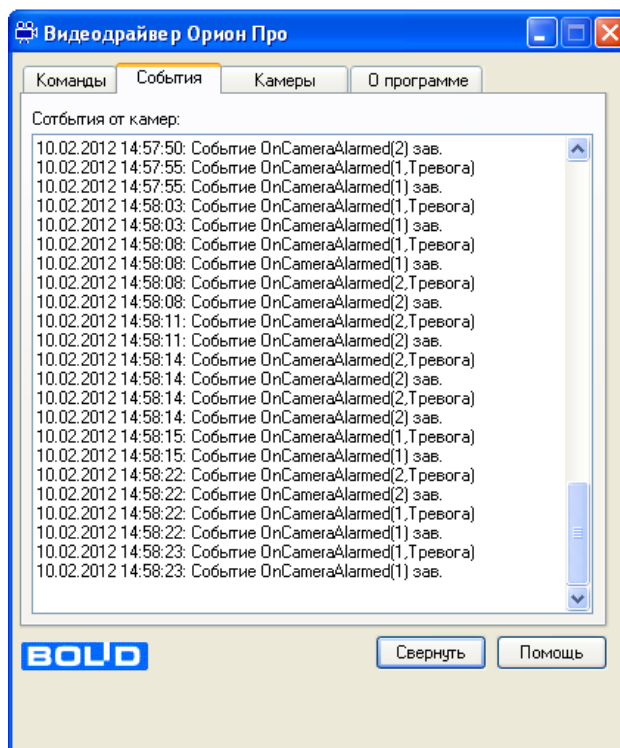 Видеодрайвер Орион Про
Команды События Камеры О программе
Сотбытия от камер:
10.02.2012 14:57:50: Событие OnCameraAlarmed(2) зав.
10.02.2012 14:57:55: Событие OnCameraAlarmed(1,Тревога)
10.02.2012 14:57:55: Событие OnCameraAlarmed(1) зав.
10.02.2012 14:58:03: Событие OnCameraAlarmed(1,Тревога)
10.02.2012 14:58:03: Событие OnCameraAlarmed(1) зав.
10.02.2012 14:58:08: Событие OnCameraAlarmed(1,Тревога)
10.02.2012 14:58:08: Событие OnCameraAlarmed(1) зав.
10.02.2012 14:58:08: Событие OnCameraAlarmed(2,Тревога)
10.02.2012 14:58:08: Событие OnCameraAlarmed(2) зав.
10.02.2012 14:58:11: Событие OnCameraAlarmed(2,Тревога)
10.02.2012 14:58:11: Событие OnCameraAlarmed(2) зав.
10.02.2012 14:58:14: Событие OnCameraAlarmed(2,Тревога)
10.02.2012 14:58:14: Событие OnCameraAlarmed(2) зав.
10.02.2012 14:58:14: Событие OnCameraAlarmed(2,Тревога)
10.02.2012 14:58:14: Событие OnCameraAlarmed(2) зав.
10.02.2012 14:58:15: Событие OnCameraAlarmed(1,Тревога)
10.02.2012 14:58:15: Событие OnCameraAlarmed(1) зав.
10.02.2012 14:58:22: Событие OnCameraAlarmed(2,Тревога)
10.02.2012 14:58:22: Событие OnCameraAlarmed(2) зав.
10.02.2012 14:58:22: Событие OnCameraAlarmed(1,Тревога)
10.02.2012 14:58:22: Событие OnCameraAlarmed(1) зав.
10.02.2012 14:58:23: Событие OnCameraAlarmed(1,Тревога)
10.02.2012 14:58:23: Событие OnCameraAlarmed(1) зав.
BOLID Свернуть Помощь